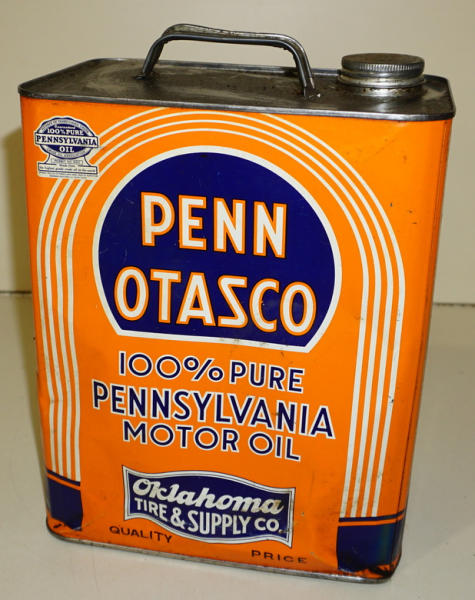 100% PURE
PENNSYLVANIA
OIL
PENN
OTASCO
100% PURE
PENNSYLVANIA
MOTOR OIL
Oklahoma
TIRE & SUPPLY CO.
QUALITY PRICE